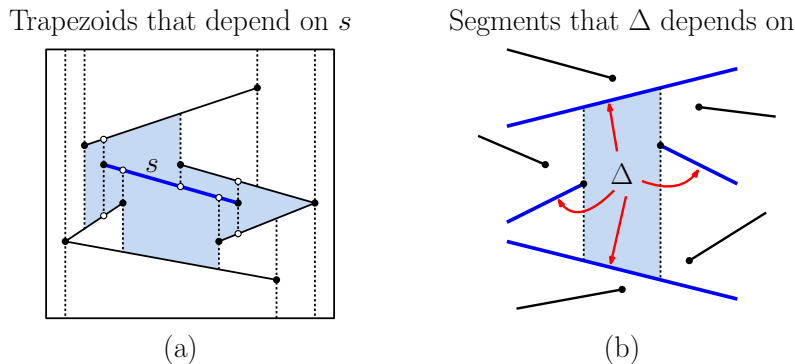 Trapezoids that depend on s
Segments that Δ depends on
s
Δ
(a)
(b)